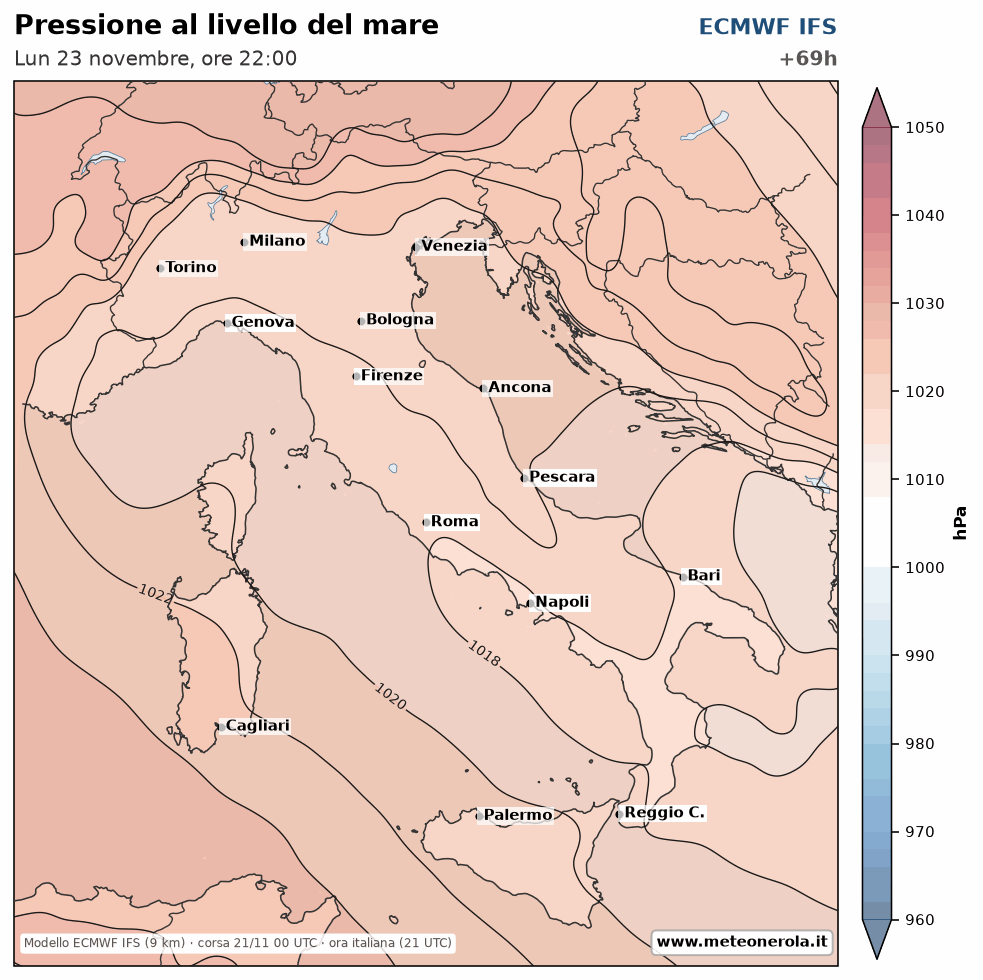 Pressione al livello del mare
ECMWF IFS
Lun 23 novembre, ore 22:00
+69h
Milano
Venezia
Torino
Genova
Bologna
Firenze
Ancona
Pescara
Roma
Bari
1022
Napoli
1018
1020
Cagliari
Palermo
Reggio C.
Modello ECMWF IFS (9 km) · corsa 21/11 00 UTC · ora italiana (21 UTC)
www.meteonerola.it
1050
1040
1030
1020
1010
1000
990
980
970
960
hPa